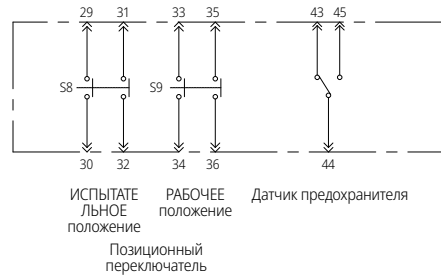 29 31 33 35 43 45
S8 S9
30 32 34 36 44
ИСПЫТАТЕ РАБОЧЕЕ Датчик предохранителя
ЛЬНОЕ положение
положение
Позиционный
переключатель